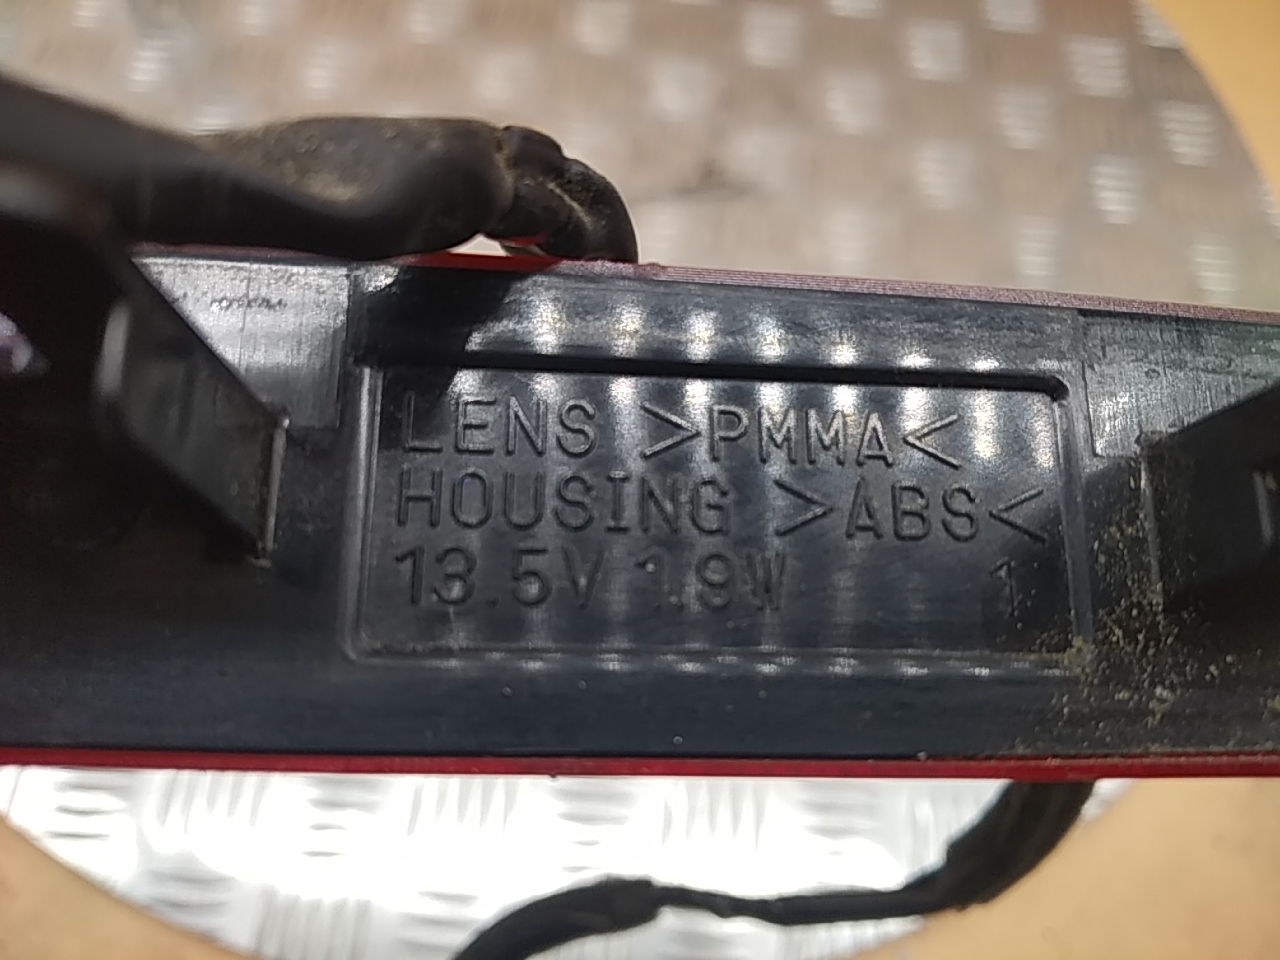 LENS >PMMA<
HOUSING >ABS<
13.5V 1.9W 1